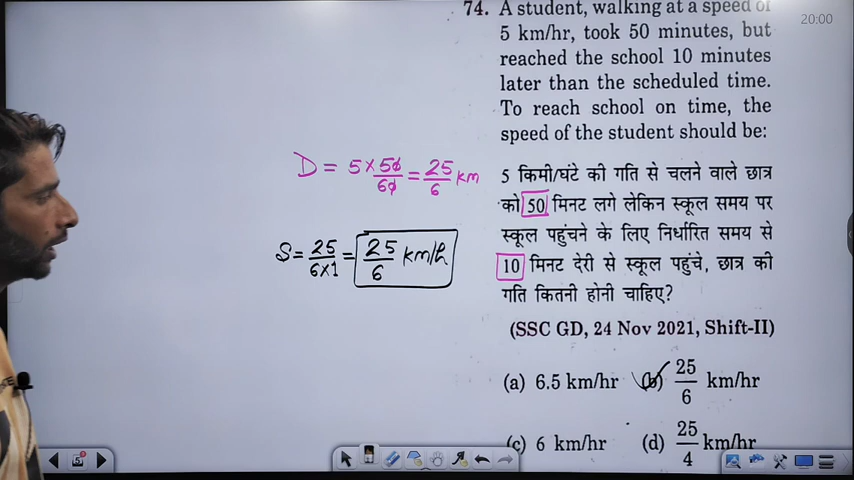 20:00
74. A student, walking at a speed of
5 km/hr, took 50 minutes, but
reached the school 10 minutes
later than the scheduled time.
To reach school on time, the
speed of the student should be:
D = 5 × 50/60 = 25/6 km
S = 25/6×1 = 25/6 km/h
5 किमी/घंटे की गति से चलने वाले छात्र
को 50 मिनट लगे लेकिन स्कूल समय पर
स्कूल पहुंचने के लिए निर्धारित समय से
10 मिनट देरी से स्कूल पहुंचे, छात्र की
गति कितनी होनी चाहिए?
(SSC GD, 24 Nov 2021, Shift-II)
(a) 6.5 km/hr (b) 25/6 km/hr
(c) 6 km/hr (d) 25/4 km/hr